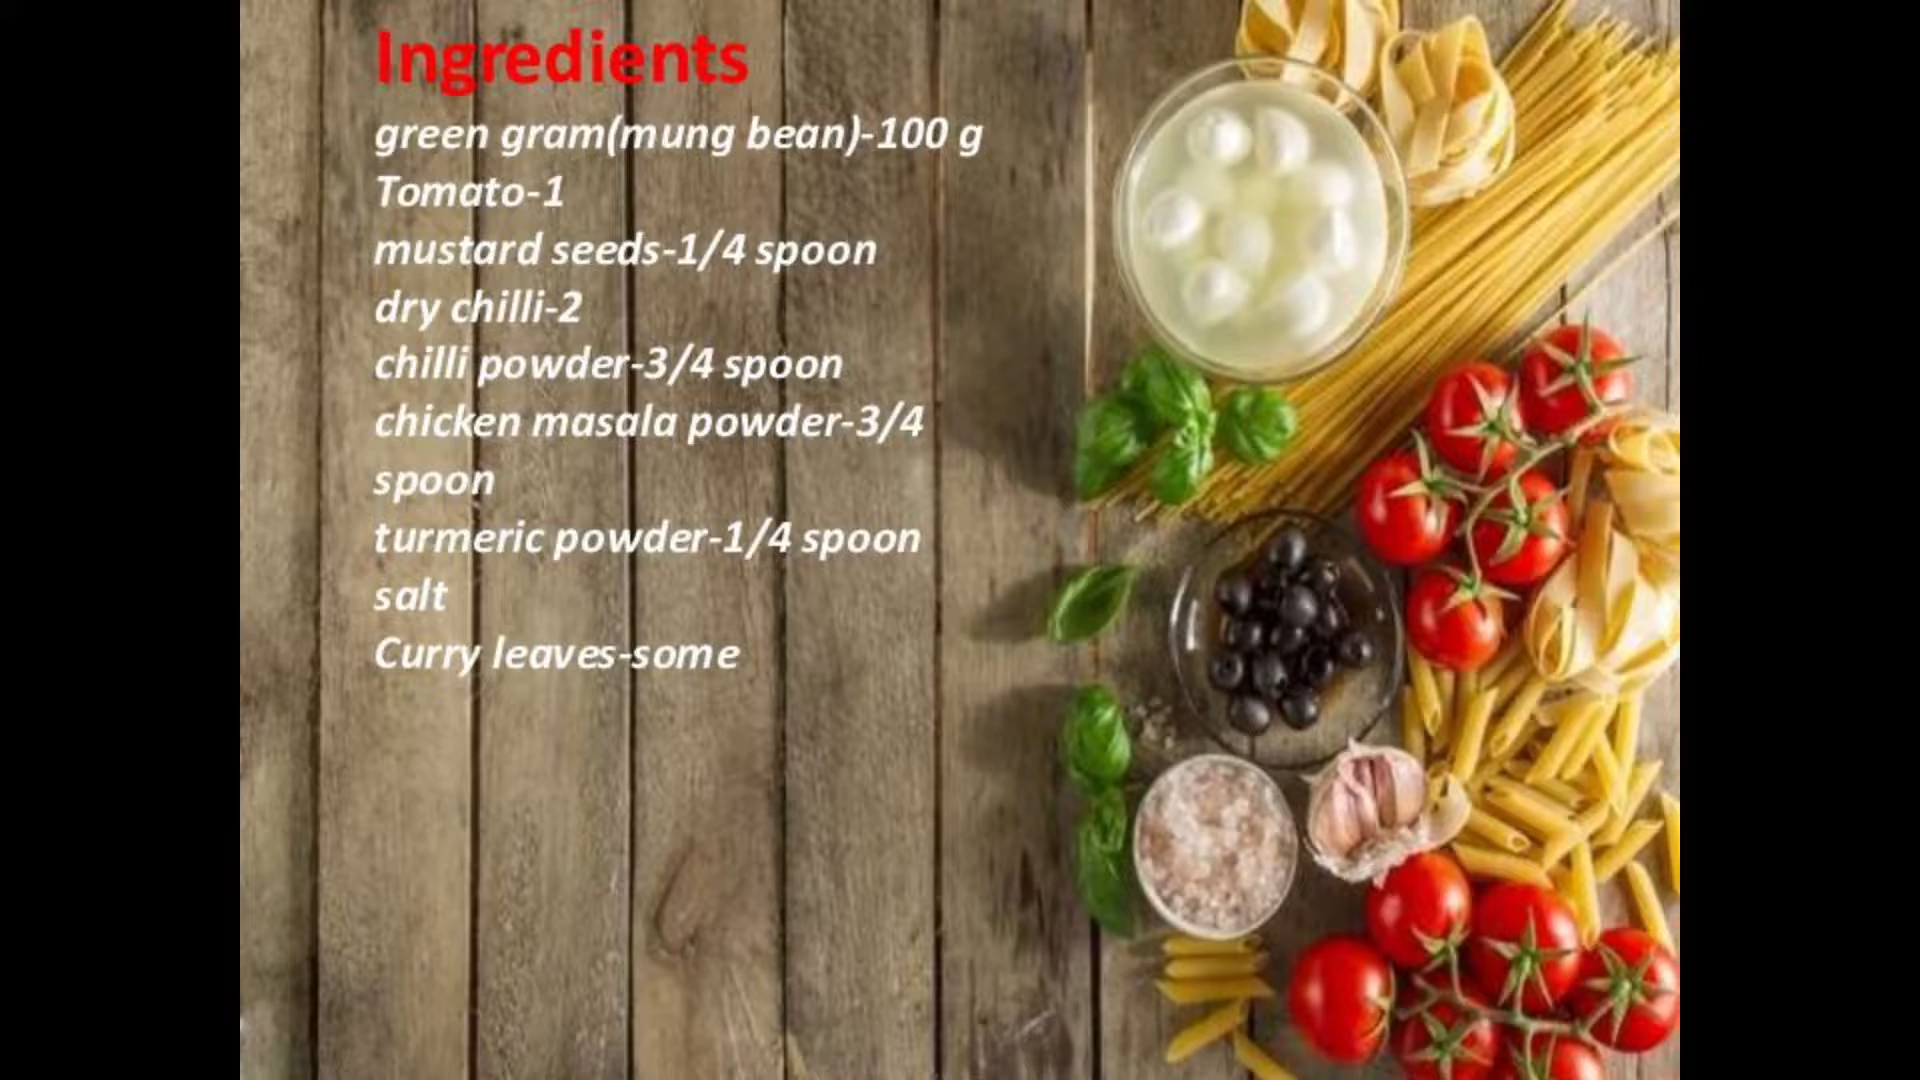 Ingredients
green gram(mung bean)-100 g
Tomato-1
mustard seeds-1/4 spoon
dry chilli-2
chilli powder-3/4 spoon
chicken masala powder-3/4
spoon
turmeric powder-1/4 spoon
salt
Curry leaves-some